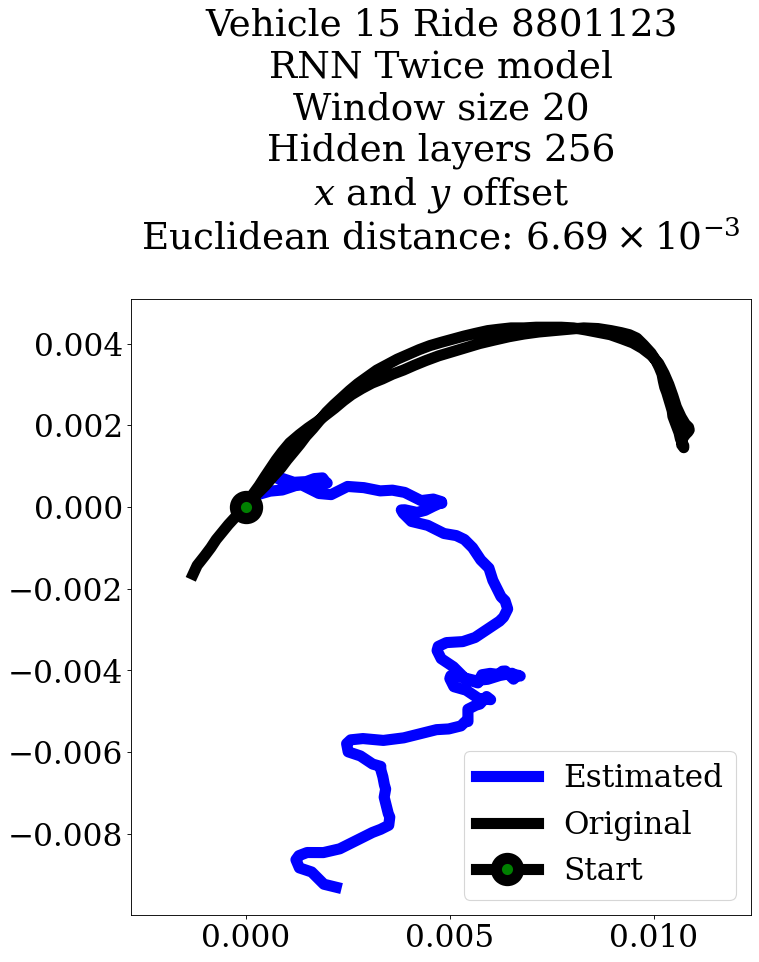 Vehicle 15 Ride 8801123
RNN Twice model
Window size 20
Hidden layers 256
x and y offset
Euclidean distance: 6.69 × 10⁻³
0.004
0.002
0.000
−0.002
−0.004
−0.006
−0.008
Estimated
Original
Start
0.000 0.005 0.010